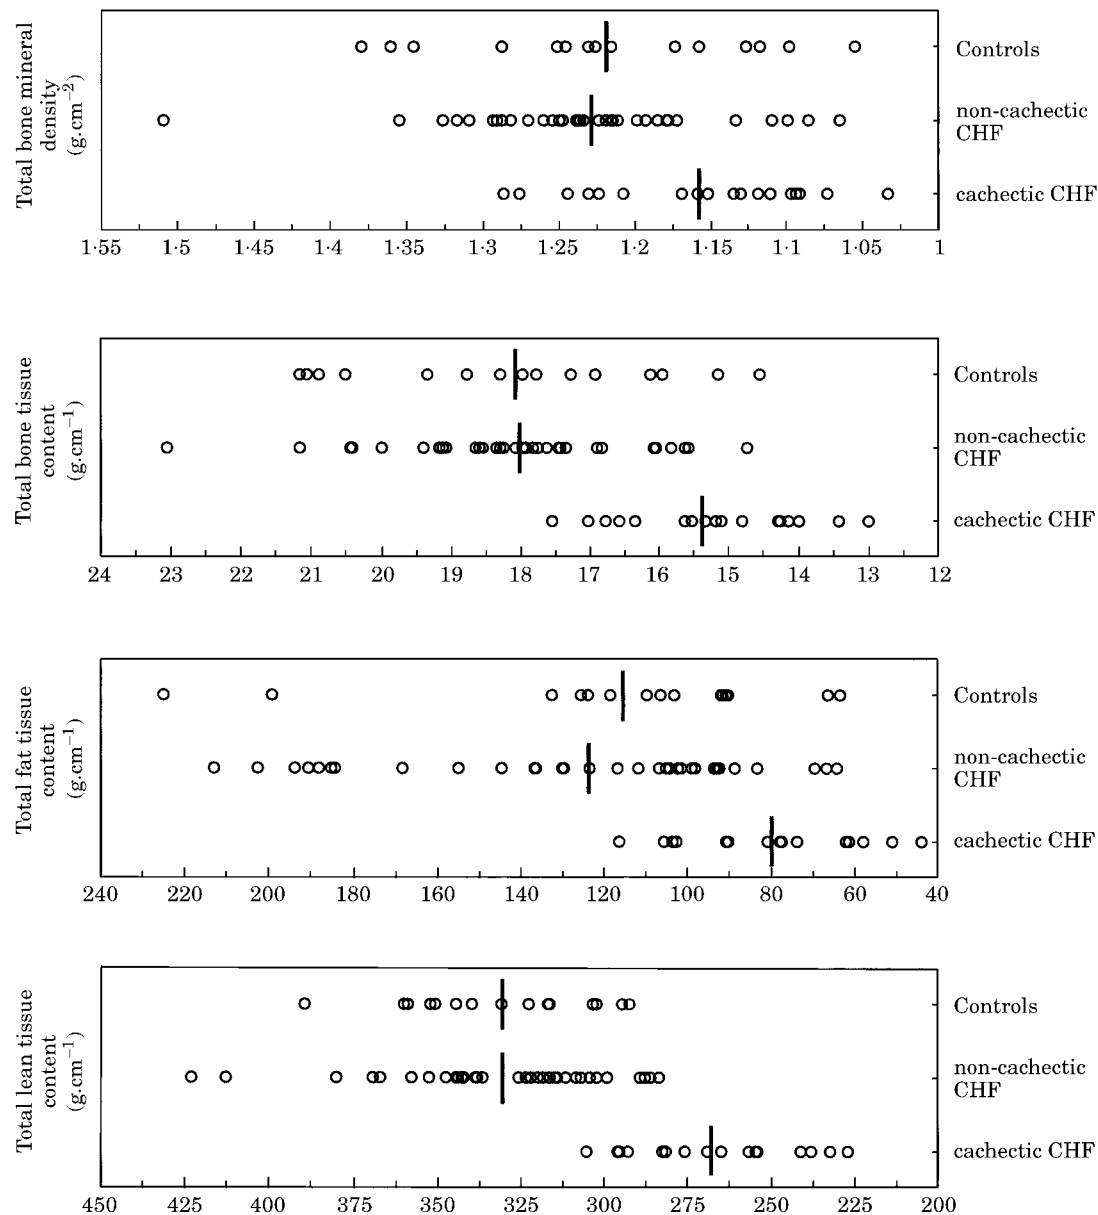 Total bone mineral
density
(g.cm−2)
Controls
non-cachectic
CHF
cachectic CHF
1·55 1·5 1·45 1·4 1·35 1·3 1·25 1·2 1·15 1·1 1·05 1
Total bone tissue
content
(g.cm−1)
Controls
non-cachectic
CHF
cachectic CHF
24 23 22 21 20 19 18 17 16 15 14 13 12
Total fat tissue
content
(g.cm−1)
Controls
non-cachectic
CHF
cachectic CHF
240 220 200 180 160 140 120 100 80 60 40
Total lean tissue
content
(g.cm−1)
Controls
non-cachectic
CHF
cachectic CHF
450 425 400 375 350 325 300 275 250 225 200